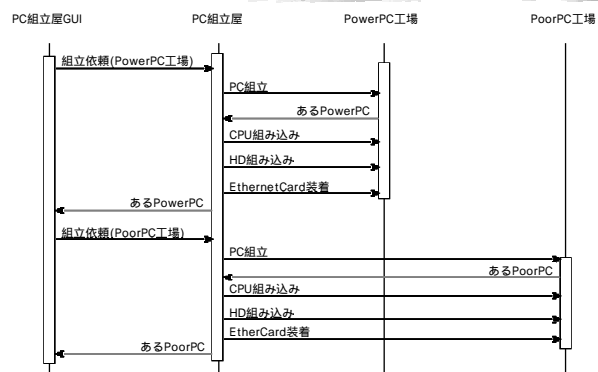 PC組立屋GUI PC組立屋 PowerPC工場 PoorPC工場
組立依頼(PowerPC工場)
PC組立
あるPowerPC
CPU組み込み
HD組み込み
EthernetCard装着
あるPowerPC
組立依頼(PoorPC工場)
PC組立
あるPoorPC
CPU組み込み
HD組み込み
EtherCard装着
あるPoorPC